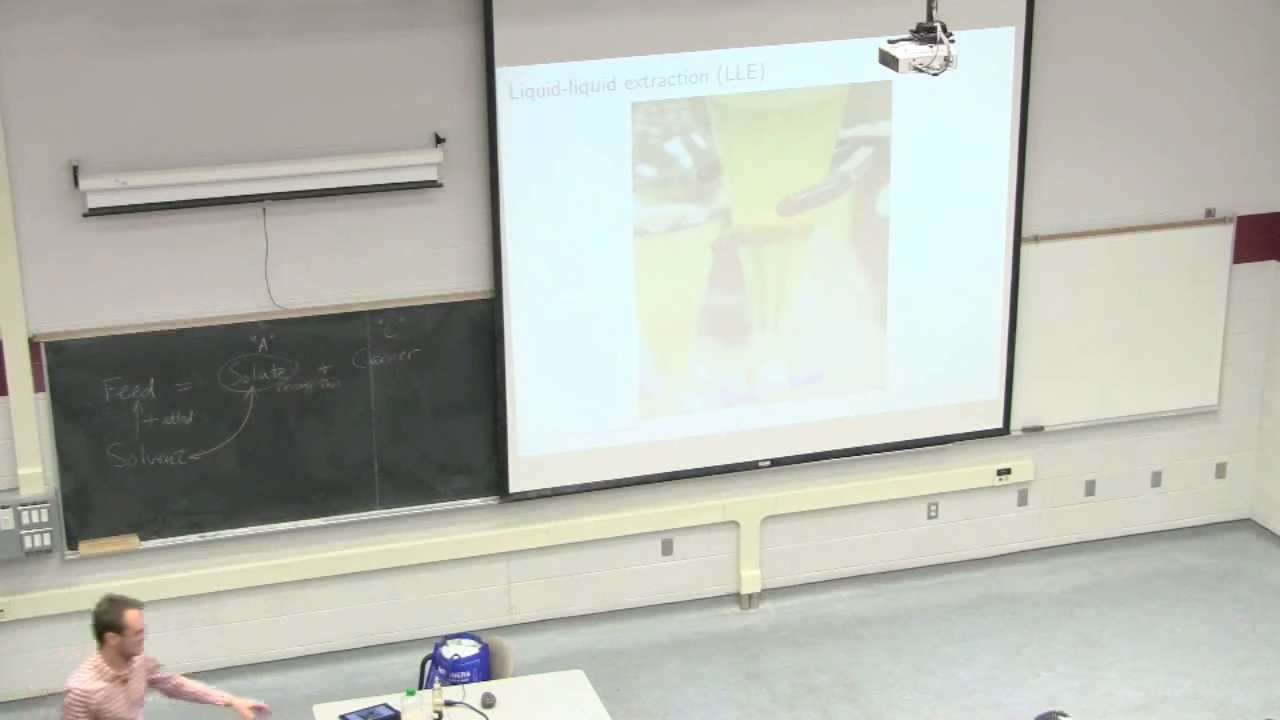 Liquid-liquid extraction (LLE)
"A" "C"
Feed = Solute + Carrier
+ added
Solvent